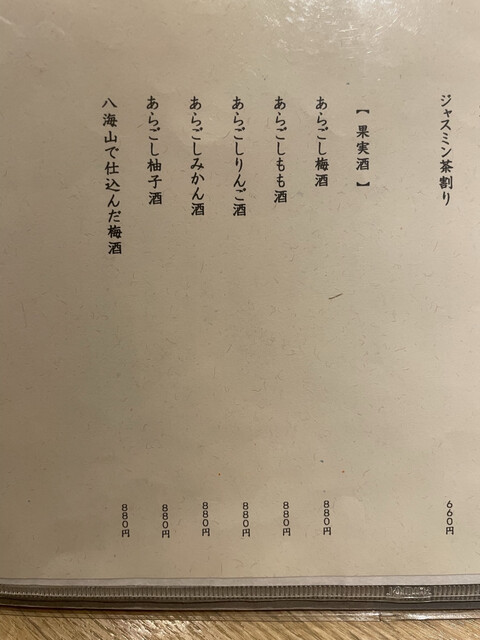 ジャスミン茶割り 660円
【果実酒】
あらごし梅酒 880円
あらごしもも酒 880円
あらごしりんご酒 880円
あらごしみかん酒 880円
あらごし柚子酒 880円
八海山で仕込んだ梅酒 880円